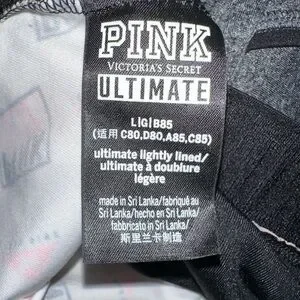 PINK
VICTORIA'S SECRET
ULTIMATE
L|G|B85
(适用 C80,D80,A85,C85)
ultimate lightly lined/
ultimate à doublure
légère
made in Sri Lanka/fabriqué au
Sri Lanka/hecho en Sri Lanka/
fabbricato in Sri Lanka/
斯里兰卡制造